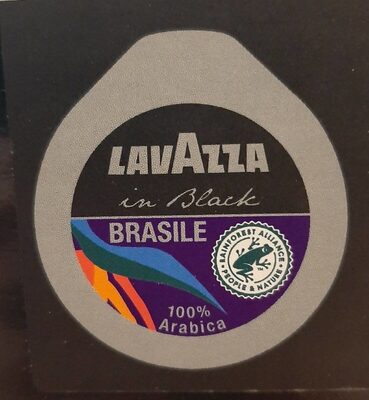 LAVAZZA
in Black
BRASILE
RAINFOREST ALLIANCE
PEOPLE & NATURE
100%
Arabica